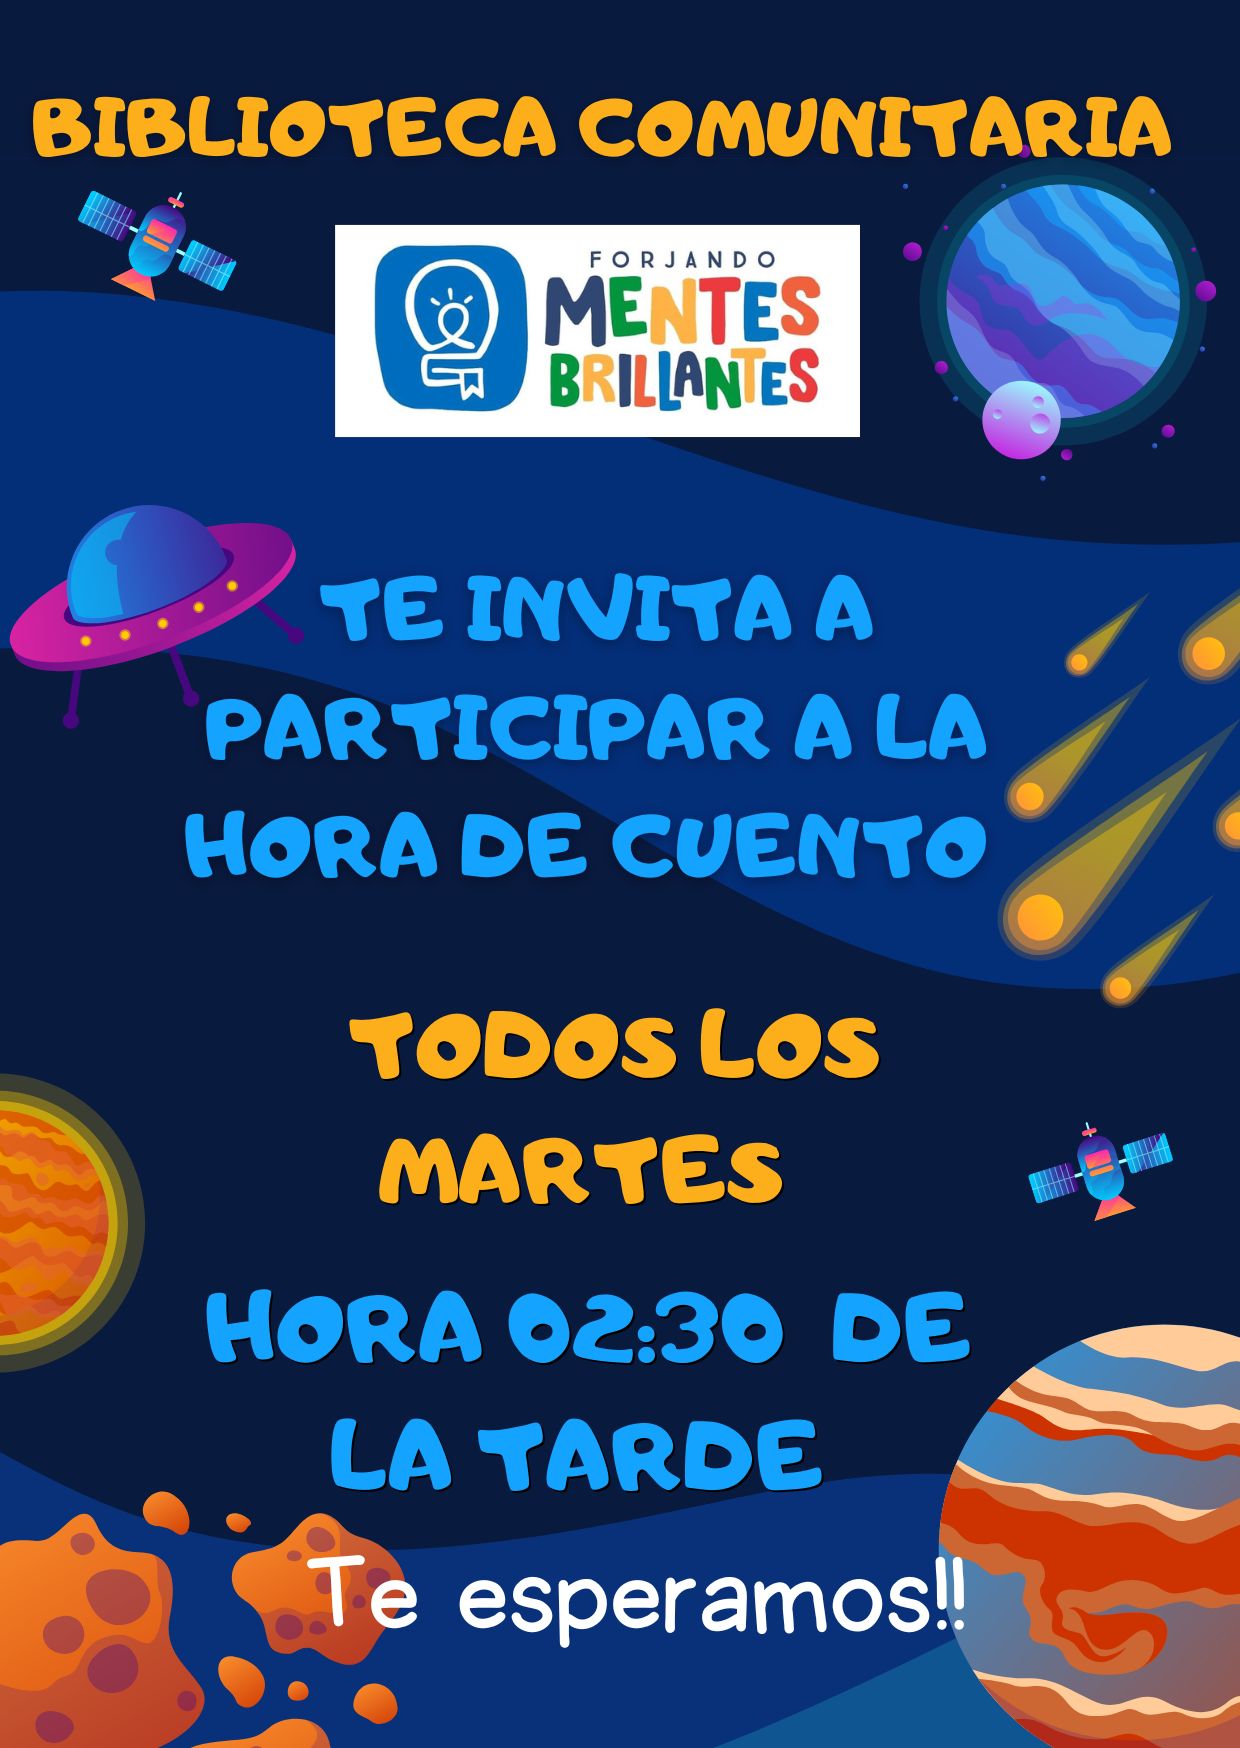 BIBLIOTECA COMUNITARIA
FORJANDO
MENTES
BRILLANTES
TE INVITA A
PARTICIPAR A LA
HORA DE CUENTO
TODOS LOS
MARTES
HORA 02:30 DE
LA TARDE
Te esperamos!!